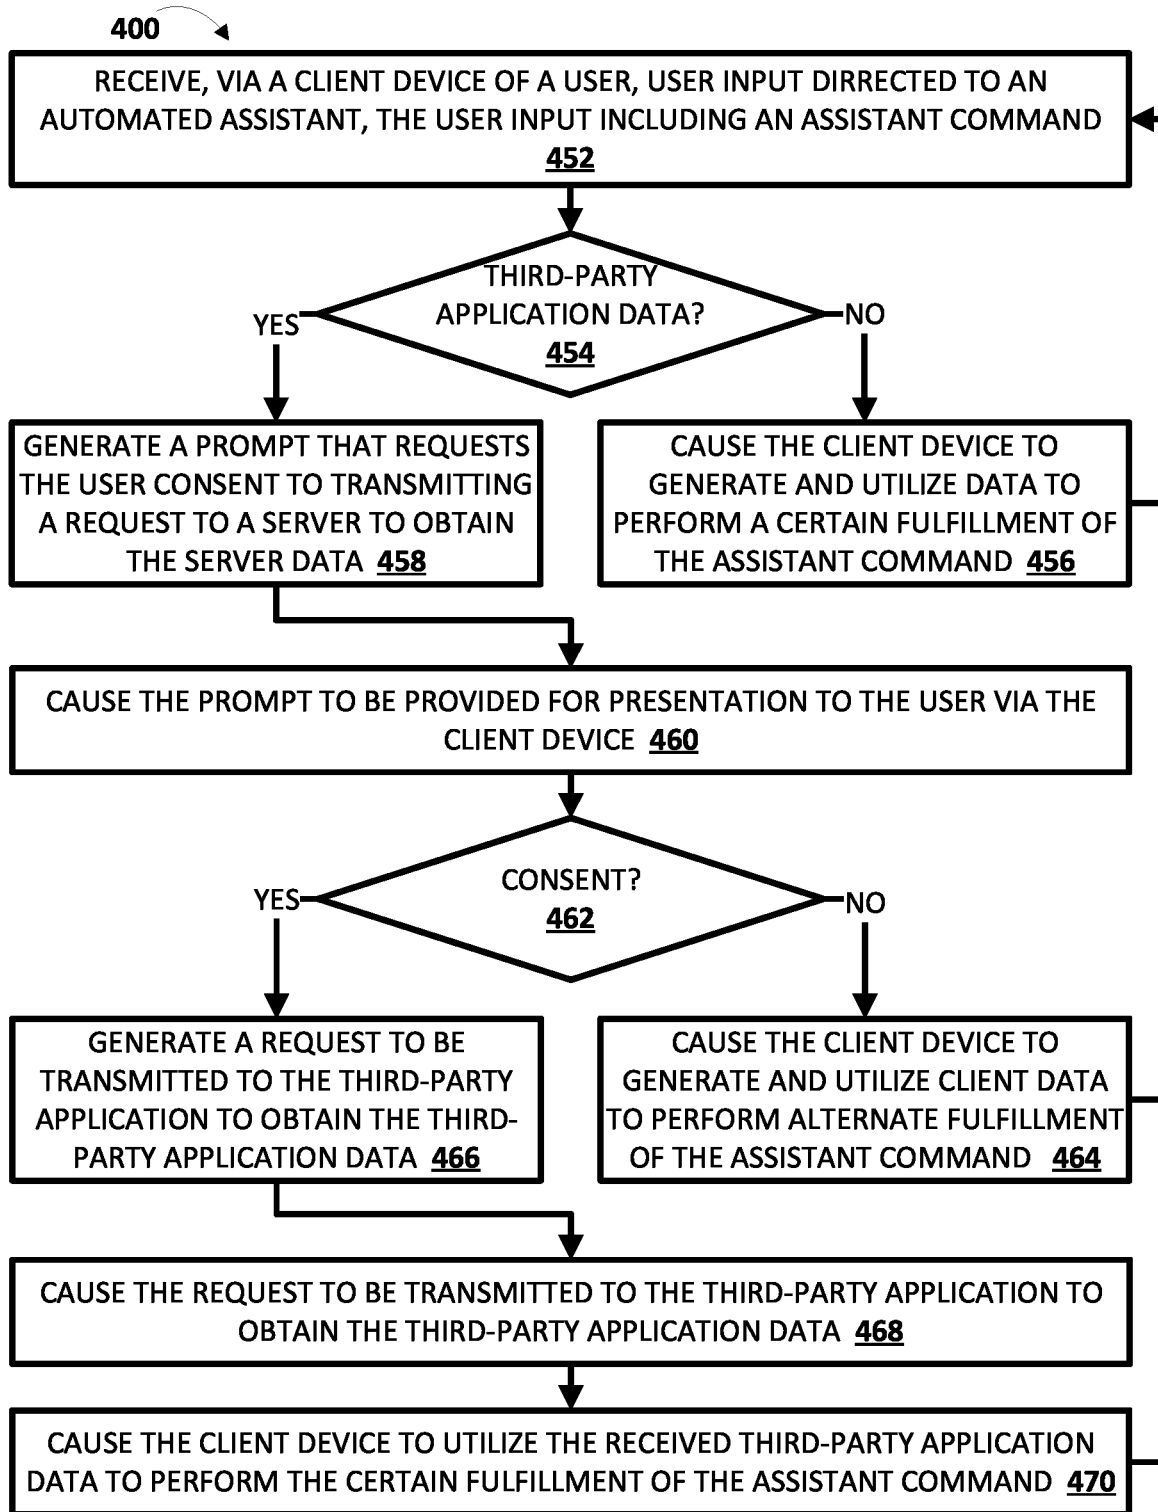 400
RECEIVE, VIA A CLIENT DEVICE OF A USER, USER INPUT DIRRECTED TO AN
AUTOMATED ASSISTANT, THE USER INPUT INCLUDING AN ASSISTANT COMMAND
452
THIRD-PARTY
APPLICATION DATA?
454
YES
NO
GENERATE A PROMPT THAT REQUESTS
THE USER CONSENT TO TRANSMITTING
A REQUEST TO A SERVER TO OBTAIN
THE SERVER DATA 458
CAUSE THE CLIENT DEVICE TO
GENERATE AND UTILIZE DATA TO
PERFORM A CERTAIN FULFILLMENT OF
THE ASSISTANT COMMAND 456
CAUSE THE PROMPT TO BE PROVIDED FOR PRESENTATION TO THE USER VIA THE
CLIENT DEVICE 460
CONSENT?
462
YES
NO
GENERATE A REQUEST TO BE
TRANSMITTED TO THE THIRD-PARTY
APPLICATION TO OBTAIN THE THIRD-
PARTY APPLICATION DATA 466
CAUSE THE CLIENT DEVICE TO
GENERATE AND UTILIZE CLIENT DATA
TO PERFORM ALTERNATE FULFILLMENT
OF THE ASSISTANT COMMAND 464
CAUSE THE REQUEST TO BE TRANSMITTED TO THE THIRD-PARTY APPLICATION TO
OBTAIN THE THIRD-PARTY APPLICATION DATA 468
CAUSE THE CLIENT DEVICE TO UTILIZE THE RECEIVED THIRD-PARTY APPLICATION
DATA TO PERFORM THE CERTAIN FULFILLMENT OF THE ASSISTANT COMMAND 470